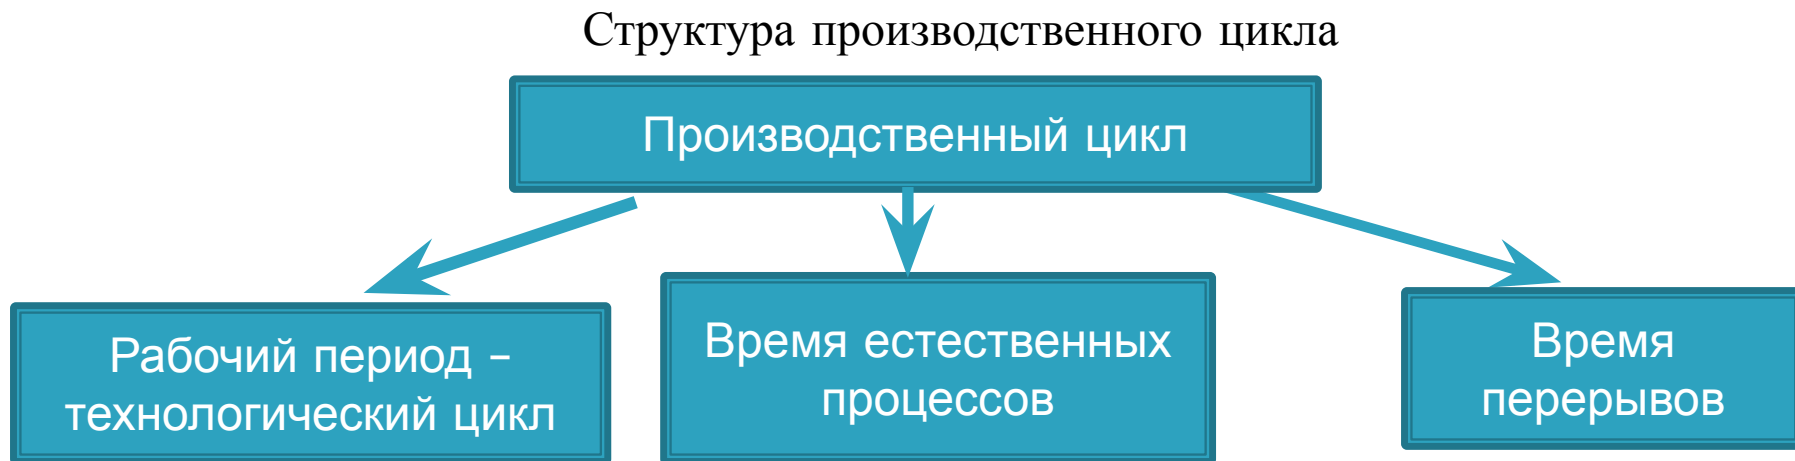 Структура производственного цикла
Производственный цикл
Рабочий период –
технологический цикл
Время естественных
процессов
Время
перерывов